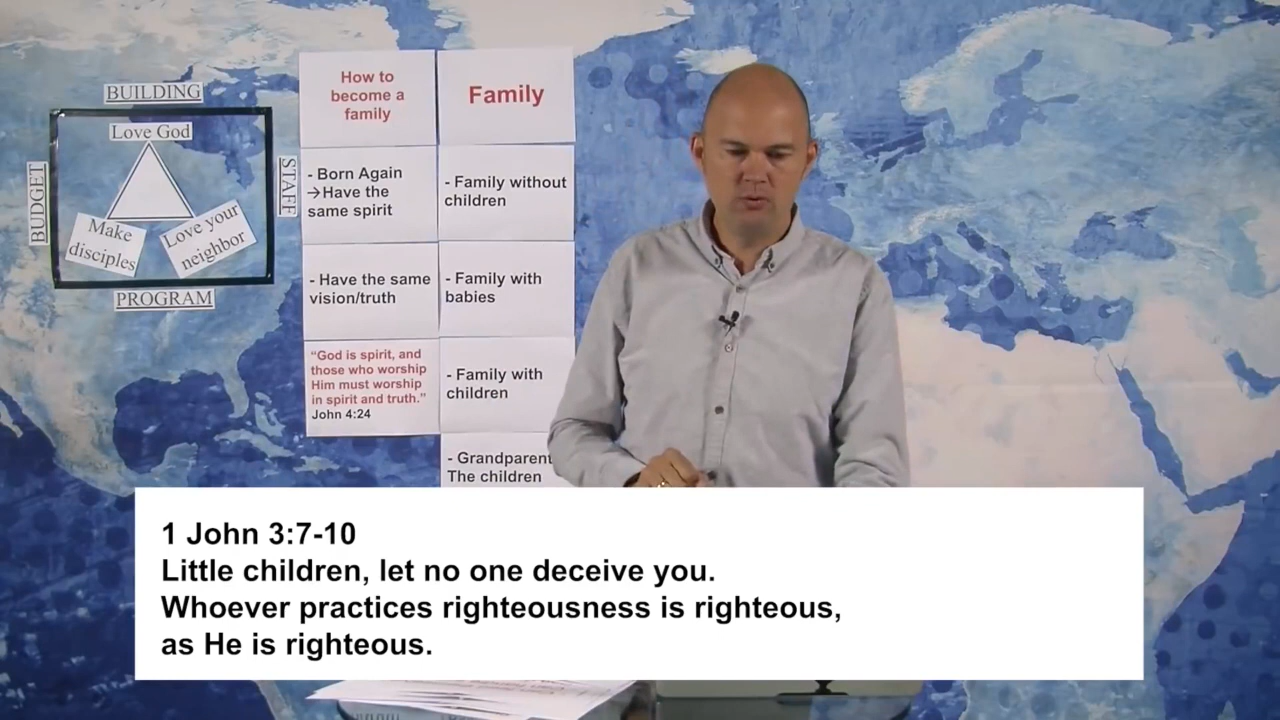 BUILDING
Love God
BUDGET
STAFF
Make
disciples
Love your
neighbor
PROGRAM
How to
become a
family
- Born Again
→Have the
same spirit
- Have the same
vision/truth
"God is spirit, and
those who worship
Him must worship
in spirit and truth."
John 4:24
Family
- Family without
children
- Family with
babies
- Family with
children
- Grandparent
The children
1 John 3:7-10
Little children, let no one deceive you.
Whoever practices righteousness is righteous,
as He is righteous.